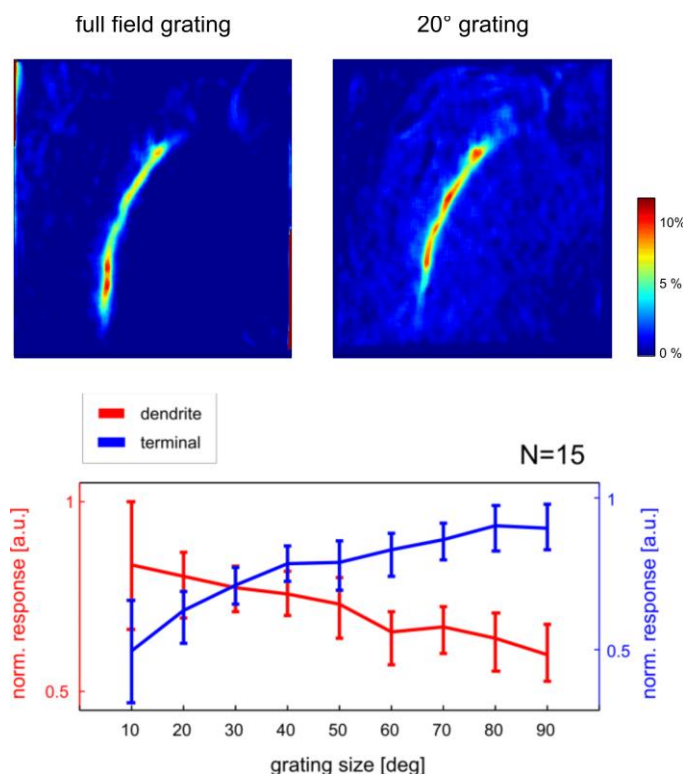 full field grating
20° grating
10%
5 %
0 %
dendrite
terminal
N=15
norm. response [a.u.]
1
0.5
1
0.5
norm. response [a.u.]
10 20 30 40 50 60 70 80 90
grating size [deg]